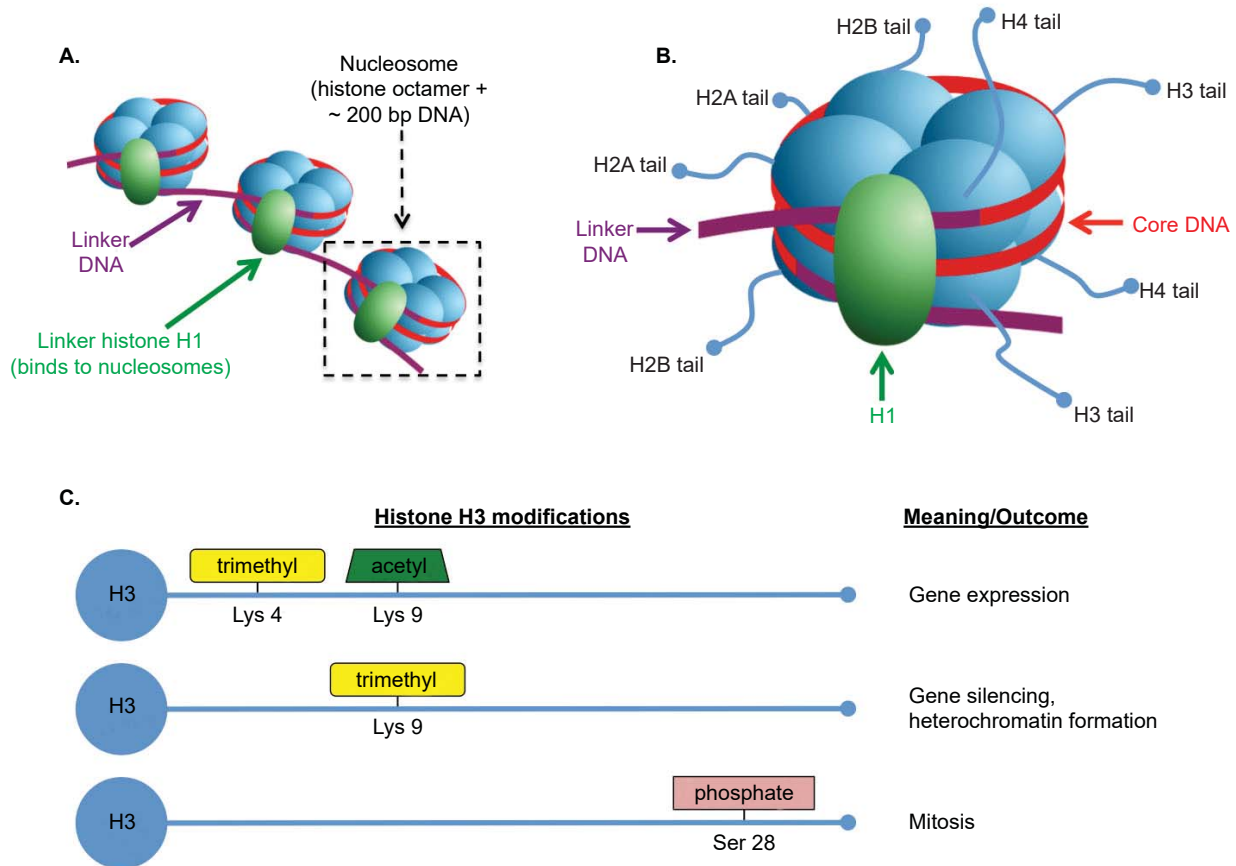 A.
Nucleosome
(histone octamer +
~ 200 bp DNA)
Linker
DNA
Linker histone H1
(binds to nucleosomes)
B.
H2B tail
H4 tail
H2A tail
H3 tail
H2A tail
Linker
DNA
Core DNA
H4 tail
H2B tail
H3 tail
H1
C.
Histone H3 modifications
Meaning/Outcome
H3
trimethyl
acetyl
Lys 4
Lys 9
Gene expression
H3
trimethyl
Lys 9
Gene silencing,
heterochromatin formation
H3
phosphate
Ser 28
Mitosis